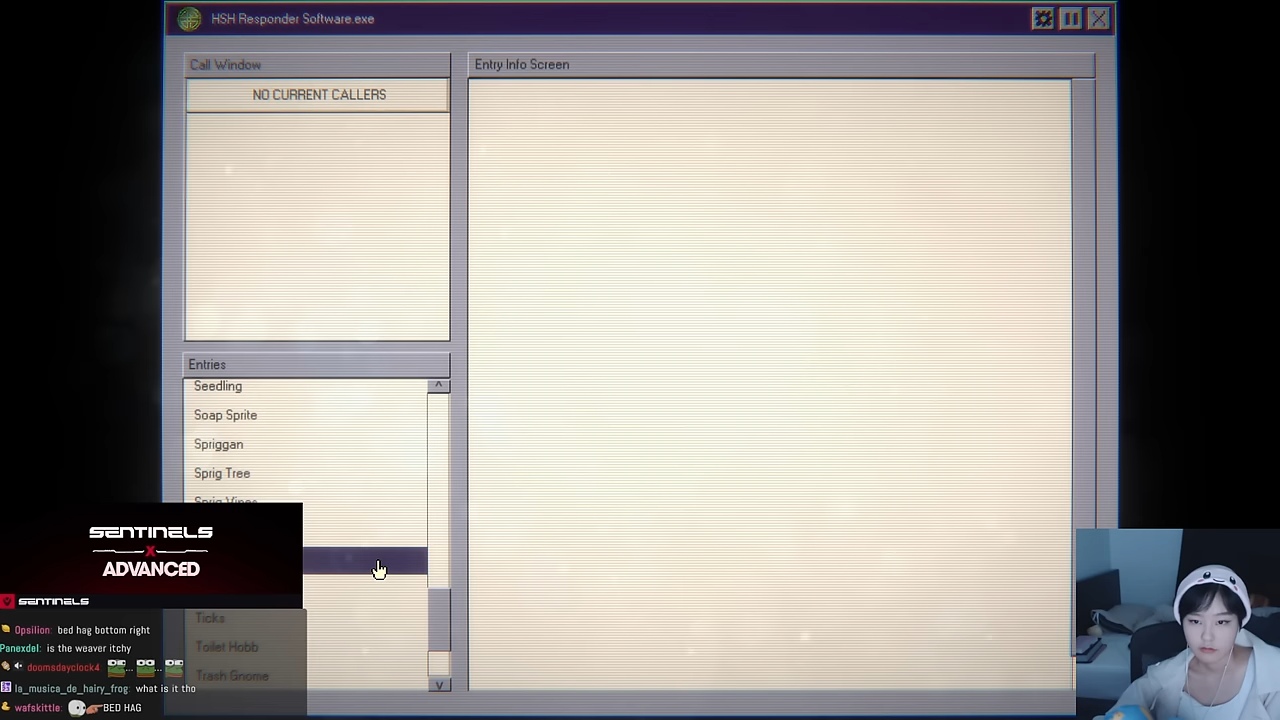 HSH Responder Software.exe
Call Window
NO CURRENT CALLERS
Entry Info Screen
Entries
Seedling
Soap Sprite
Spriggan
Sprig Tree
Sprig Vines
Ticks
Toilet Hobb
Trash Gnome
SENTINELS
X
ADVANCED
SENTINELS
Opsilion: bed hag bottom right
Panexdel: is the weaver itchy
doomsdayclock4
la_musica_de_hairy_frog: what is it tho
wafskittle: BED HAG